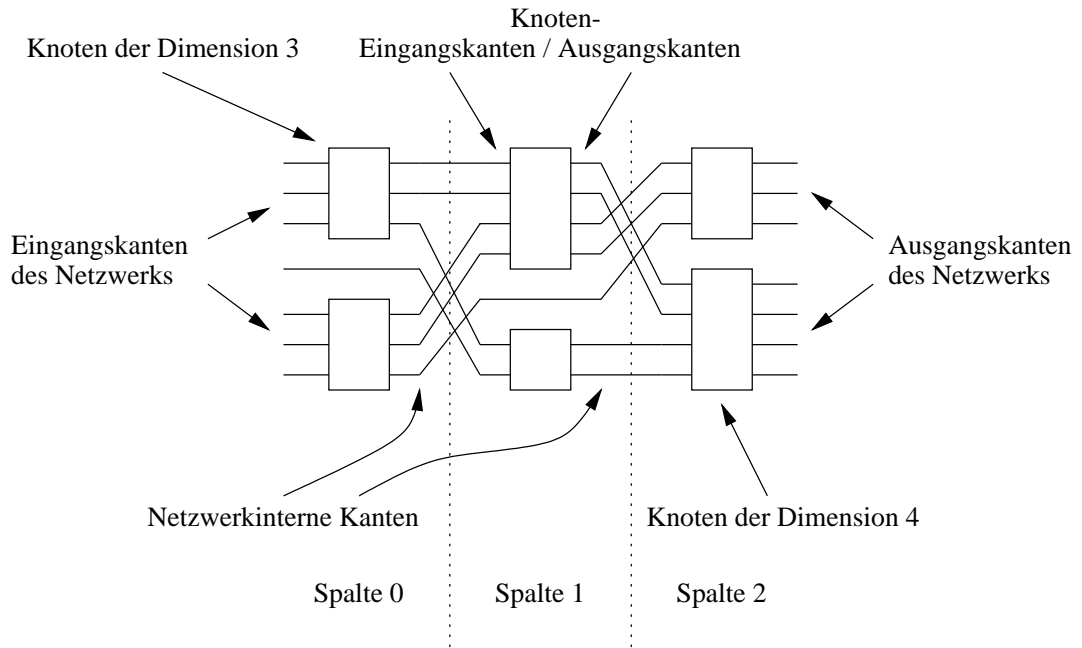 Knoten-
Knoten der Dimension 3
Eingangskanten / Ausgangskanten
Eingangskanten
des Netzwerks
Ausgangskanten
des Netzwerks
Netzwerkinterne Kanten
Knoten der Dimension 4
Spalte 0
Spalte 1
Spalte 2